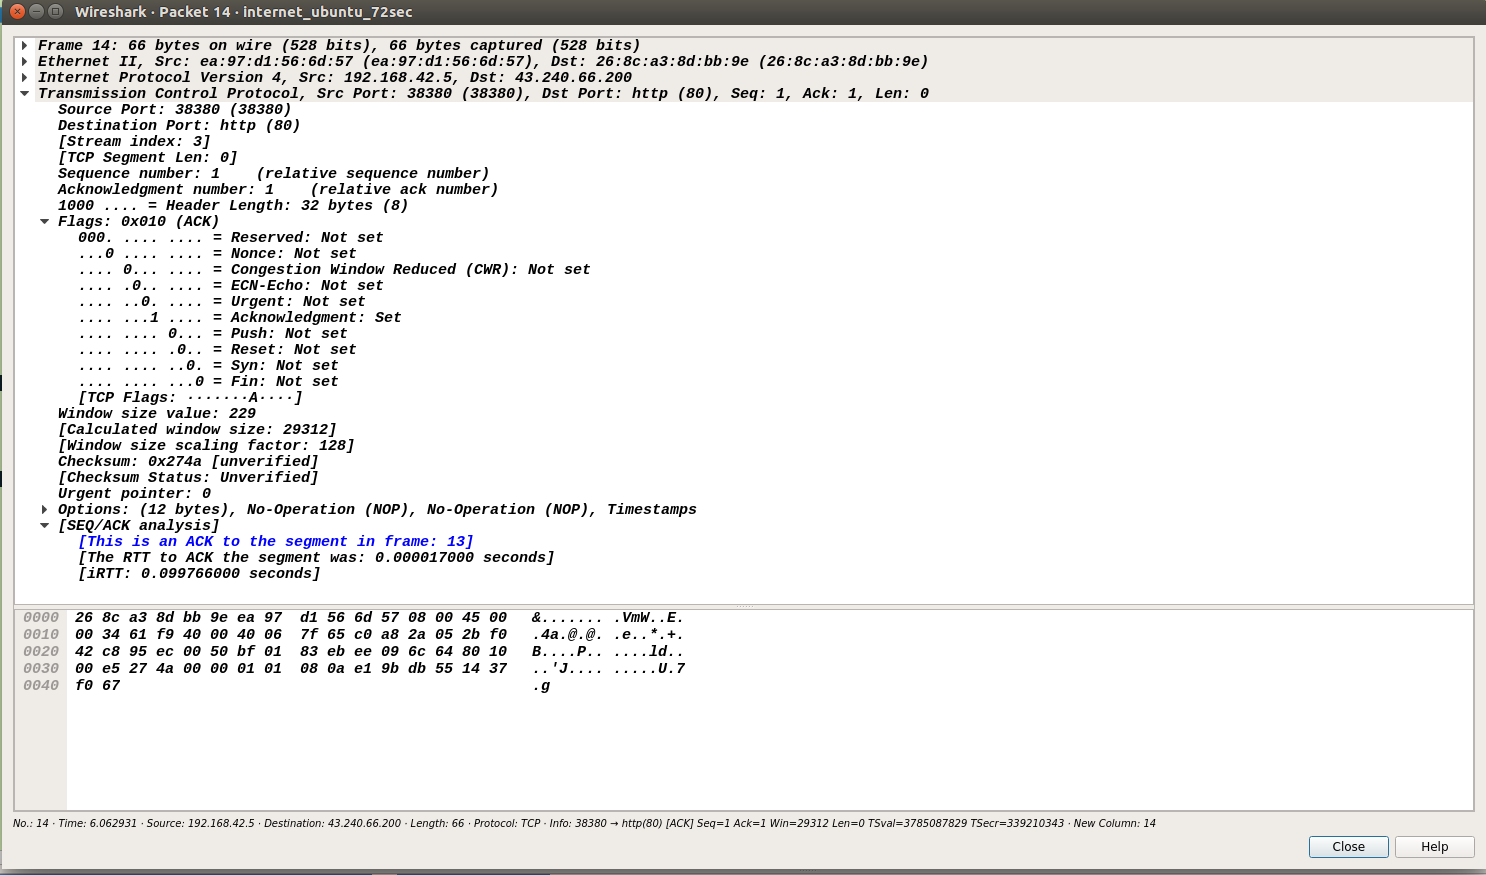 Wireshark · Packet 14 · internet_ubuntu_72sec
Frame 14: 66 bytes on wire (528 bits), 66 bytes captured (528 bits)
Ethernet II, Src: ea:97:d1:56:6d:57 (ea:97:d1:56:6d:57), Dst: 26:8c:a3:8d:bb:9e (26:8c:a3:8d:bb:9e)
Internet Protocol Version 4, Src: 192.168.42.5, Dst: 43.240.66.200
Transmission Control Protocol, Src Port: 38380 (38380), Dst Port: http (80), Seq: 1, Ack: 1, Len: 0
Source Port: 38380 (38380)
Destination Port: http (80)
[Stream index: 3]
[TCP Segment Len: 0]
Sequence number: 1    (relative sequence number)
Acknowledgment number: 1    (relative ack number)
1000 .... = Header Length: 32 bytes (8)
Flags: 0x010 (ACK)
000. .... .... = Reserved: Not set
...0 .... .... = Nonce: Not set
.... 0... .... = Congestion Window Reduced (CWR): Not set
.... .0.. .... = ECN-Echo: Not set
.... ..0. .... = Urgent: Not set
.... ...1 .... = Acknowledgment: Set
.... .... 0... = Push: Not set
.... .... .0.. = Reset: Not set
.... .... ..0. = Syn: Not set
.... .... ...0 = Fin: Not set
[TCP Flags: ·······A····]
Window size value: 229
[Calculated window size: 29312]
[Window size scaling factor: 128]
Checksum: 0x274a [unverified]
[Checksum Status: Unverified]
Urgent pointer: 0
Options: (12 bytes), No-Operation (NOP), No-Operation (NOP), Timestamps
[SEQ/ACK analysis]
[This is an ACK to the segment in frame: 13]
[The RTT to ACK the segment was: 0.000017000 seconds]
[iRTT: 0.099766000 seconds]
0000 26 8c a3 8d bb 9e ea 97  d1 56 6d 57 08 00 45 00 &....... .VmW..E.
0010 00 34 61 f9 40 00 40 06  7f 65 c0 a8 2a 05 2b f0 .4a.@.@. .e..*.+.
0020 42 c8 95 ec 00 50 bf 01  83 eb ee 09 6c 64 80 10 B....P.. ....ld..
0030 00 e5 27 4a 00 00 01 01  08 0a e1 9b db 55 14 37 ..'J.... .....U.7
0040 f0 67 .g
No.: 14 · Time: 6.062931 · Source: 192.168.42.5 · Destination: 43.240.66.200 · Length: 66 · Protocol: TCP · Info: 38380 → http(80) [ACK] Seq=1 Ack=1 Win=29312 Len=0 TSval=3785087829 TSecr=339210343 · New Column: 14
Close Help